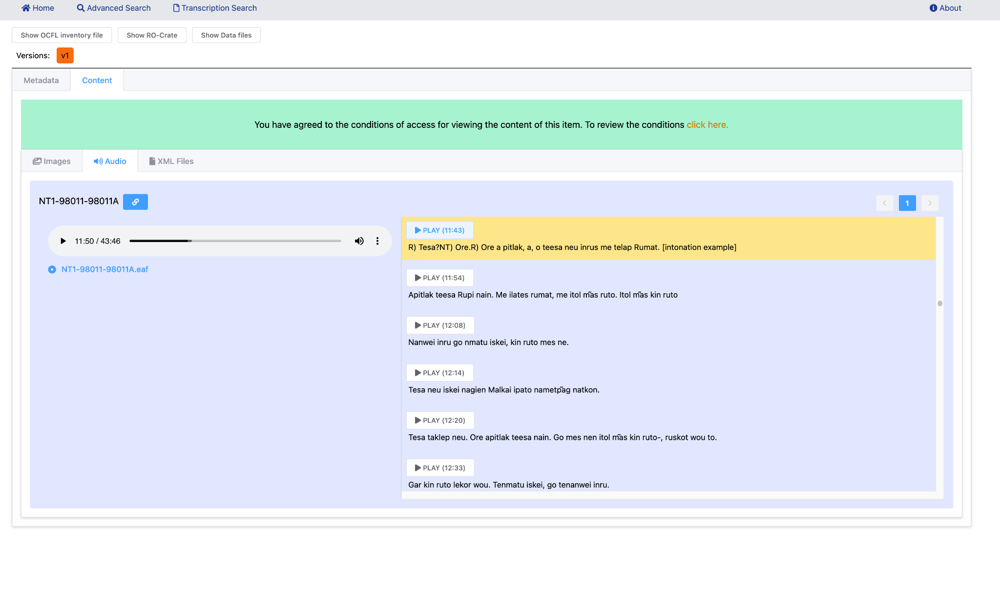 Home Advanced Search Transcription Search About
Show OCFL inventory file Show RO-Crate Show Data files
Versions: v1
Metadata Content
You have agreed to the conditions of access for viewing the content of this item. To review the conditions click here.
Images Audio XML Files
NT1-98011-98011A
1
11:50 / 43:46
NT1-98011-98011A.eaf
PLAY (11:43)
R) Tesa?NT) Ore.R) Ore a pitlak, a, o teesa neu inrus me telap Rumat. [intonation example]
PLAY (11:54)
Apitlak teesa Rupi nain. Me ilates rumat, me itol m̃as ruto. Itol m̃as kin ruto
PLAY (12:08)
Nanwei inru go nmatu iskei, kin ruto mes ne.
PLAY (12:14)
Tesa neu iskei nagien Malkai ipato nametp̃ag natkon.
PLAY (12:20)
Tesa taklep neu. Ore apitlak teesa nain. Go mes nen itol m̃as kin ruto-, ruskot wou to.
PLAY (12:33)
Gar kin ruto lekor wou. Tenmatu iskei, go tenanwei inru.